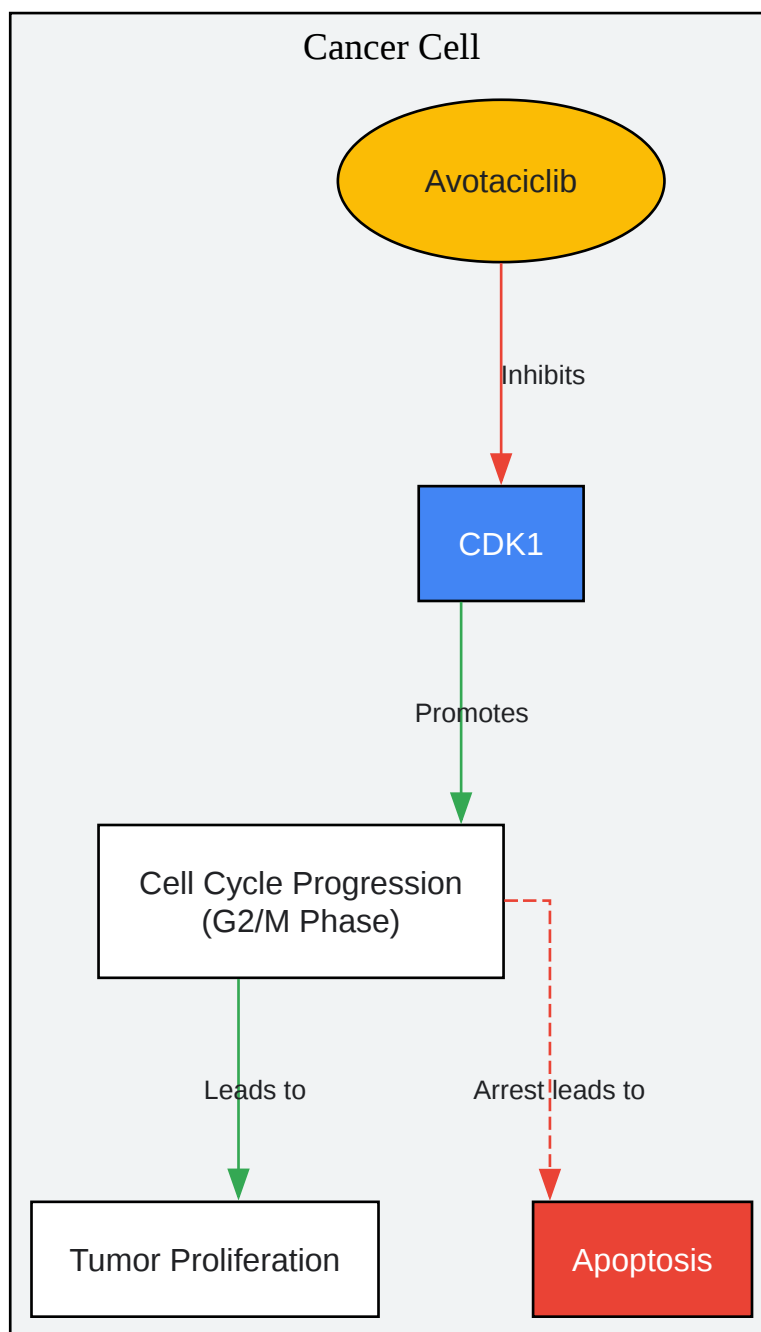 Cancer Cell
Avotaciclib
Inhibits
CDK1
Promotes
Cell Cycle Progression
(G2/M Phase)
Leads to
Arrest leads to
Tumor Proliferation
Apoptosis